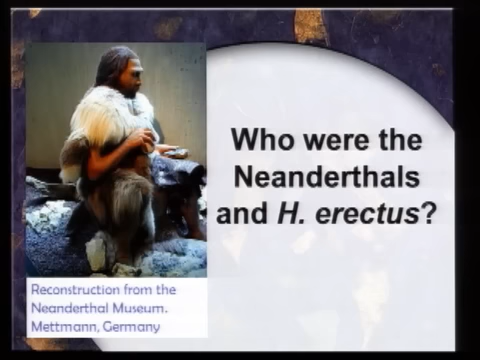 Who were the
Neanderthals
and H. erectus?
Reconstruction from the
Neanderthal Museum.
Mettmann, Germany